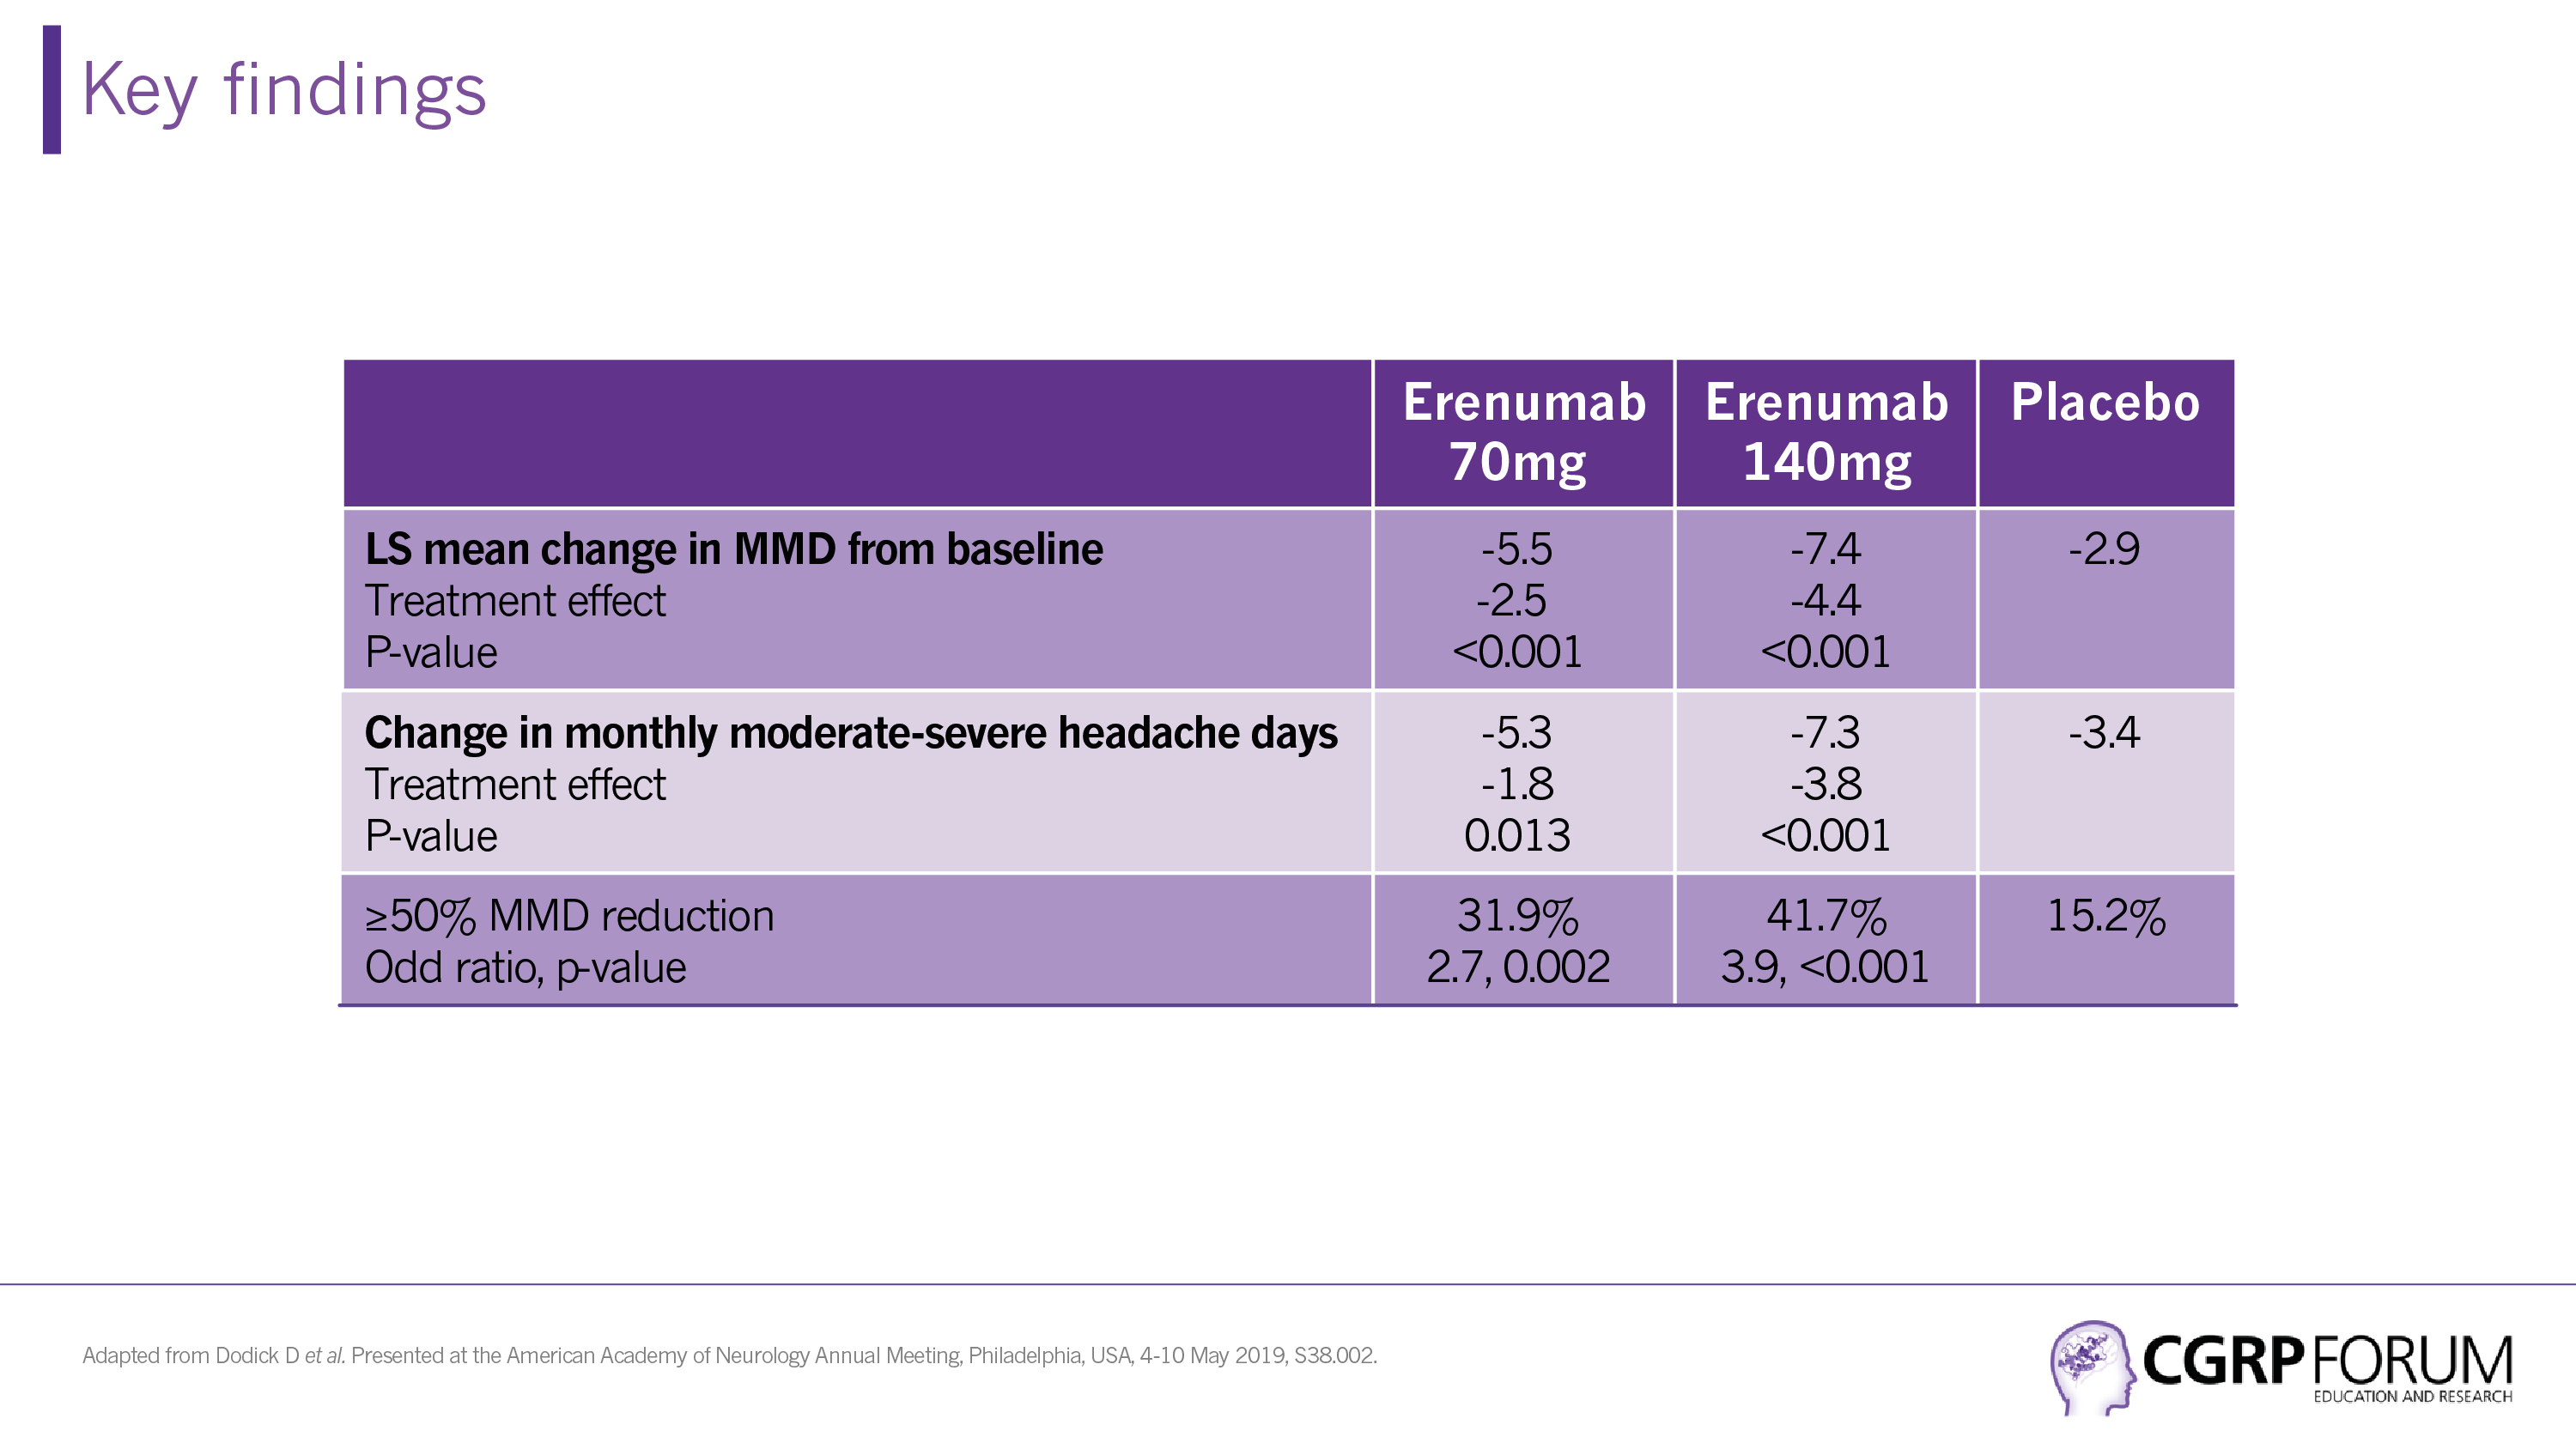 Key findings
Erenumab 70mg Erenumab 140mg Placebo
LS mean change in MMD from baseline -5.5 -7.4 -2.9
Treatment effect -2.5 -4.4
P-value <0.001 <0.001
Change in monthly moderate-severe headache days -5.3 -7.3 -3.4
Treatment effect -1.8 -3.8
P-value 0.013 <0.001
≥50% MMD reduction 31.9% 41.7% 15.2%
Odd ratio, p-value 2.7, 0.002 3.9, <0.001
Adapted from Dodick D et al. Presented at the American Academy of Neurology Annual Meeting, Philadelphia, USA, 4-10 May 2019, S38.002.
CGRP FORUM
EDUCATION AND RESEARCH